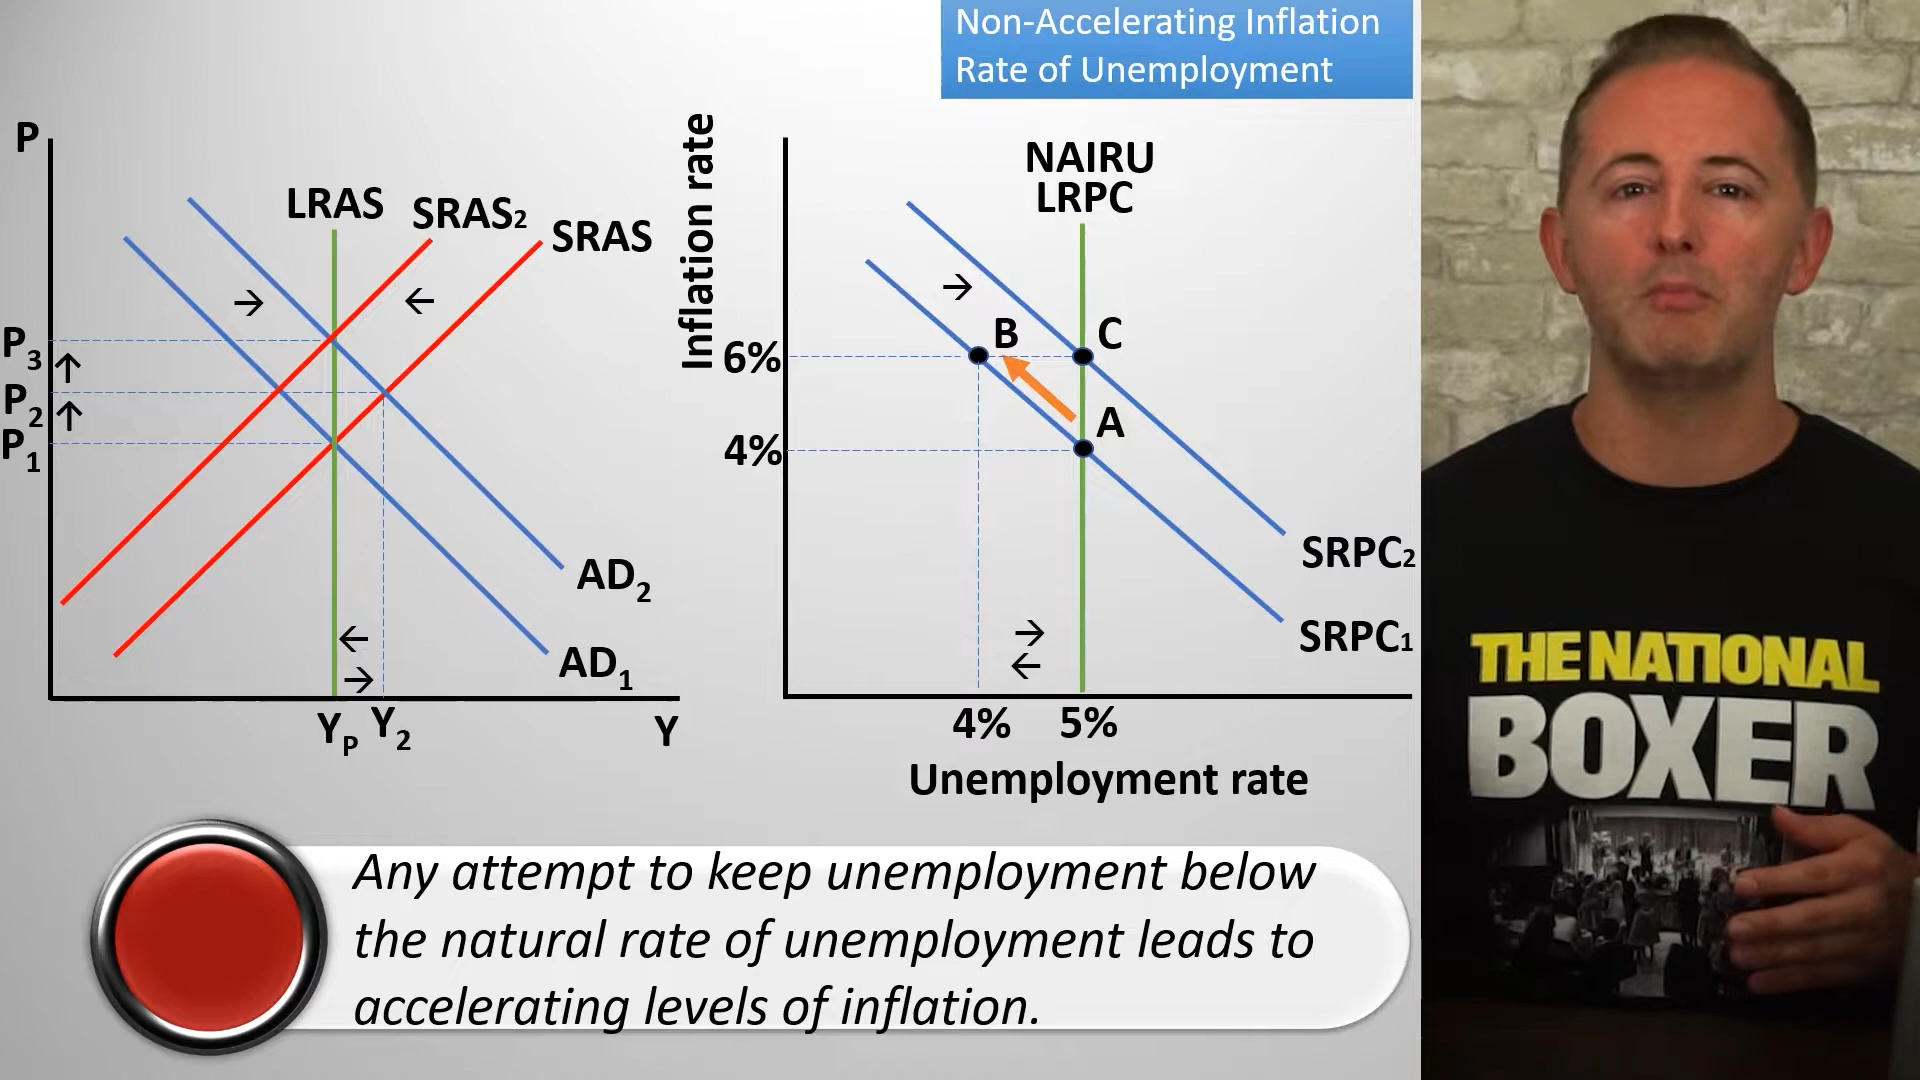 Non-Accelerating Inflation
Rate of Unemployment
P
LRAS
SRAS2
SRAS
P3
P2
P1
AD2
AD1
YP
Y2
Y
Inflation rate
NAIRU
LRPC
B
C
6%
A
4%
SRPC2
SRPC1
4%
5%
Unemployment rate
Any attempt to keep unemployment below
the natural rate of unemployment leads to
accelerating levels of inflation.
THE NATIONAL
BOXER